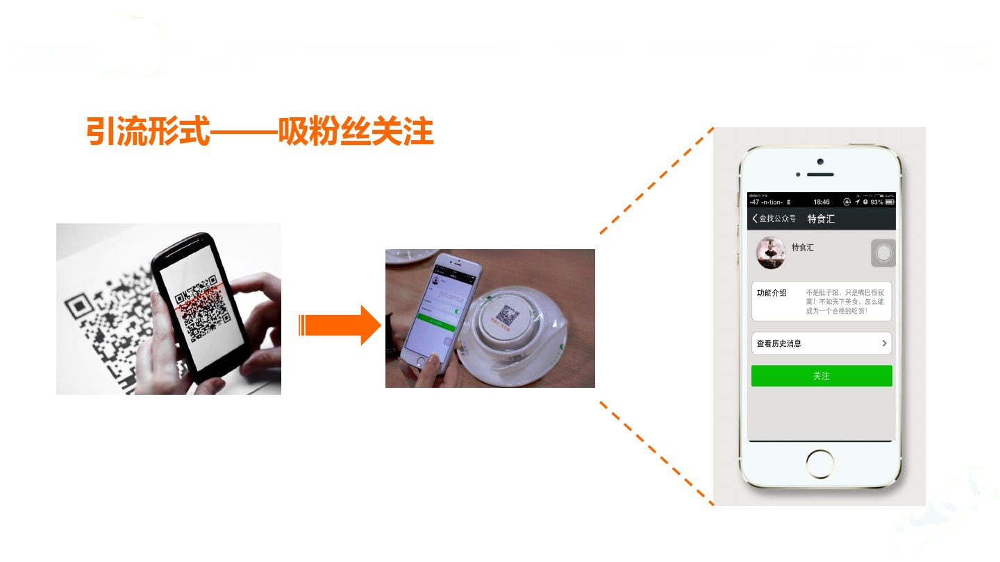 引流形式——吸粉丝关注
-47 -n-tion- E 18:46 93%
查找公众号 特食汇
特食汇
功能介绍 不是肚子饿，只是嘴巴很寂
寞！不知天下美食，怎么能
成为一个合格的吃货！
查看历史消息
关注